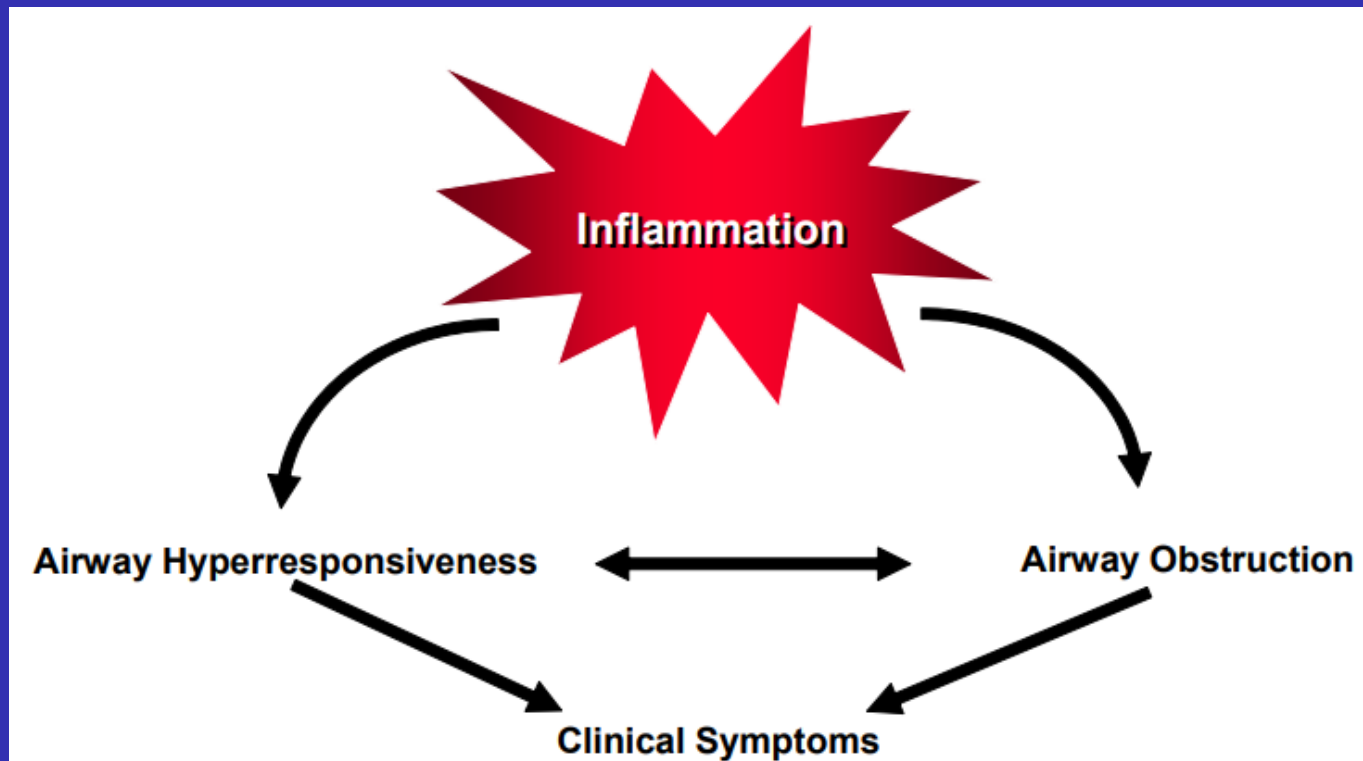 Inflammation
Airway Hyperresponsiveness
Airway Obstruction
Clinical Symptoms